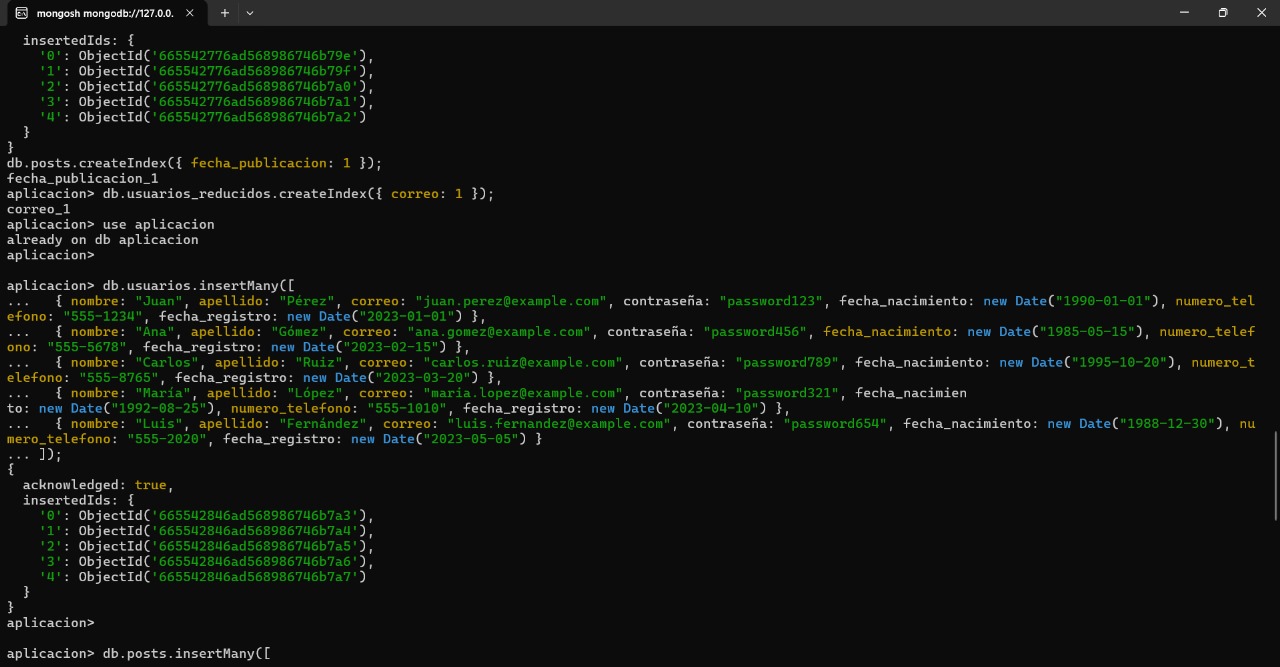 mongosh mongodb://127.0.0.
  insertedIds: {
    '0': ObjectId('665542776ad568986746b79e'),
    '1': ObjectId('665542776ad568986746b79f'),
    '2': ObjectId('665542776ad568986746b7a0'),
    '3': ObjectId('665542776ad568986746b7a1'),
    '4': ObjectId('665542776ad568986746b7a2')
  }
}
db.posts.createIndex({ fecha_publicacion: 1 });
fecha_publicacion_1
aplicacion> db.usuarios_reducidos.createIndex({ correo: 1 });
correo_1
aplicacion> use aplicacion
already on db aplicacion
aplicacion>
aplicacion> db.usuarios.insertMany([
...   { nombre: "Juan", apellido: "Pérez", correo: "juan.perez@example.com", contraseña: "password123", fecha_nacimiento: new Date("1990-01-01"), numero_tel
efono: "555-1234", fecha_registro: new Date("2023-01-01") },
...   { nombre: "Ana", apellido: "Gómez", correo: "ana.gomez@example.com", contraseña: "password456", fecha_nacimiento: new Date("1985-05-15"), numero_telef
ono: "555-5678", fecha_registro: new Date("2023-02-15") },
...   { nombre: "Carlos", apellido: "Ruiz", correo: "carlos.ruiz@example.com", contraseña: "password789", fecha_nacimiento: new Date("1995-10-20"), numero_t
elefono: "555-8765", fecha_registro: new Date("2023-03-20") },
...   { nombre: "María", apellido: "López", correo: "maria.lopez@example.com", contraseña: "password321", fecha_nacimien
to: new Date("1992-08-25"), numero_telefono: "555-1010", fecha_registro: new Date("2023-04-10") },
...   { nombre: "Luis", apellido: "Fernández", correo: "luis.fernandez@example.com", contraseña: "password654", fecha_nacimiento: new Date("1988-12-30"), nu
mero_telefono: "555-2020", fecha_registro: new Date("2023-05-05") }
... ]);
{
  acknowledged: true,
  insertedIds: {
    '0': ObjectId('665542846ad568986746b7a3'),
    '1': ObjectId('665542846ad568986746b7a4'),
    '2': ObjectId('665542846ad568986746b7a5'),
    '3': ObjectId('665542846ad568986746b7a6'),
    '4': ObjectId('665542846ad568986746b7a7')
  }
}
aplicacion>
aplicacion> db.posts.insertMany([